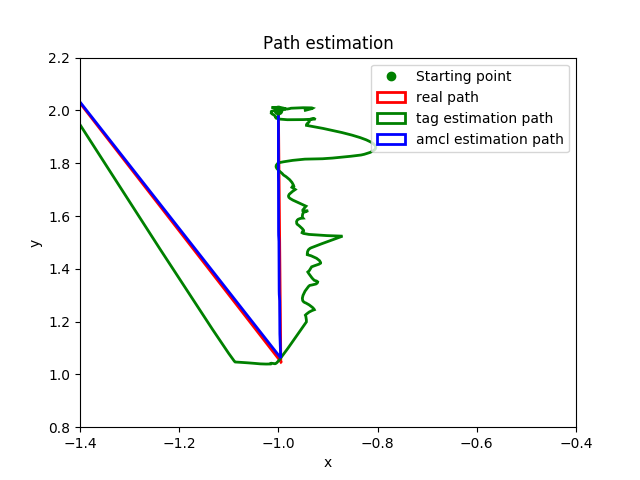 Path estimation
Starting point
real path
tag estimation path
amcl estimation path
2.2
2.0
1.8
1.6
1.4
1.2
1.0
0.8
y
−1.4 −1.2 −1.0 −0.8 −0.6 −0.4
x